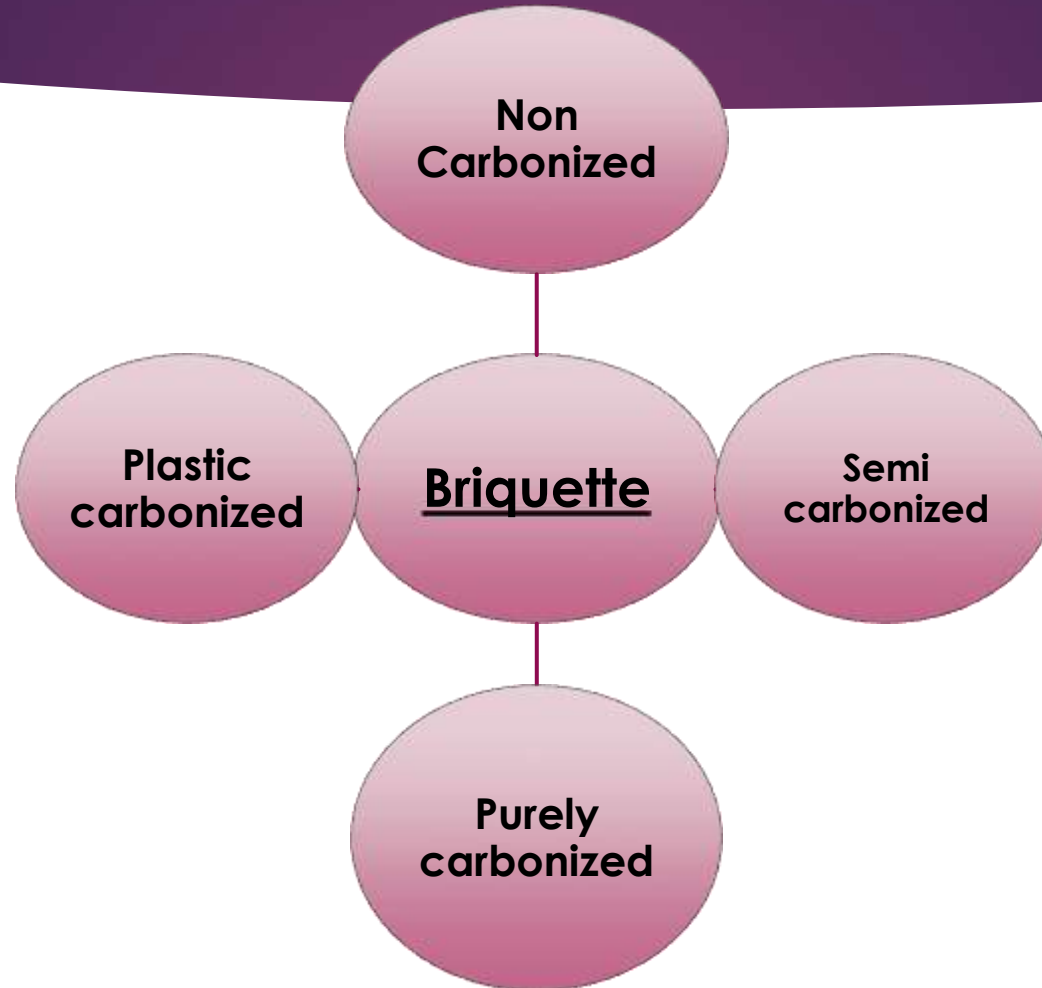 Non
Carbonized
Plastic
carbonized
Briquette
Semi
carbonized
Purely
carbonized